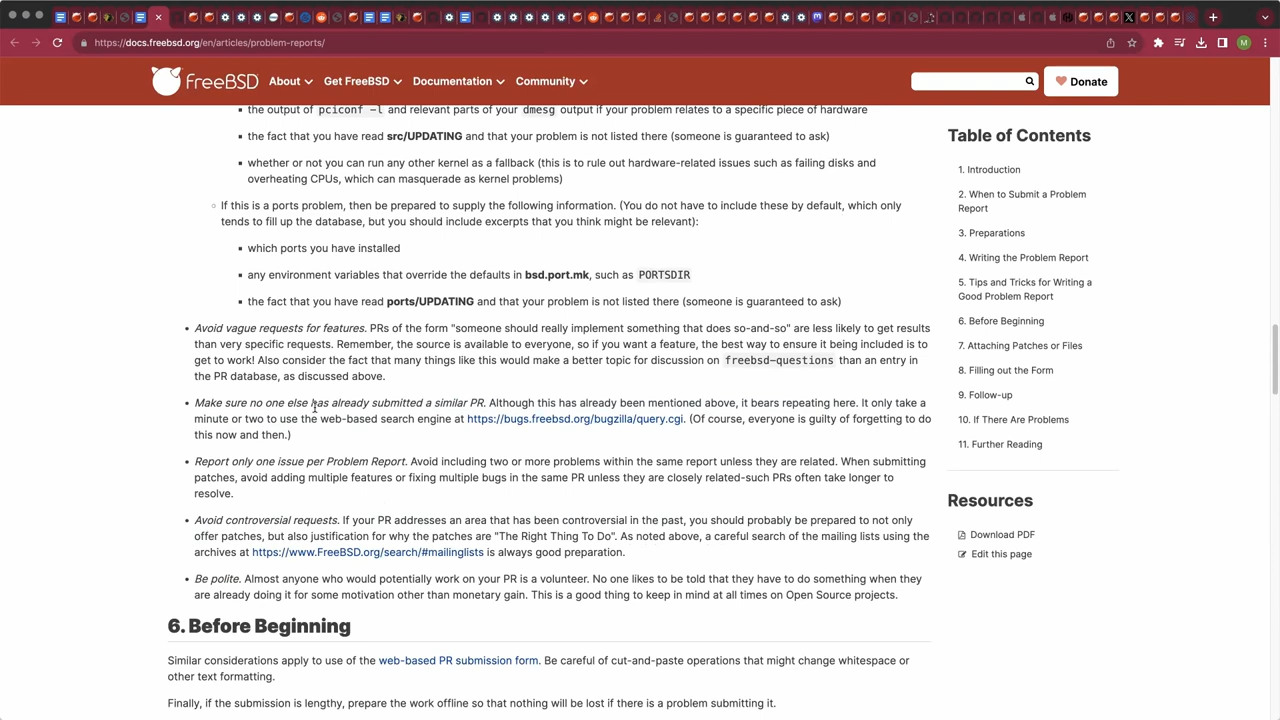 https://docs.freebsd.org/en/articles/problem-reports/
M
FreeBSD
About
Get FreeBSD
Documentation
Community
Donate
the output of pciconf -l and relevant parts of your dmesg output if your problem relates to a specific piece of hardware
the fact that you have read src/UPDATING and that your problem is not listed there (someone is guaranteed to ask)
whether or not you can run any other kernel as a fallback (this is to rule out hardware-related issues such as failing disks and
overheating CPUs, which can masquerade as kernel problems)
If this is a ports problem, then be prepared to supply the following information. (You do not have to include these by default, which only
tends to fill up the database, but you should include excerpts that you think might be relevant):
which ports you have installed
any environment variables that override the defaults in bsd.port.mk, such as PORTSDIR
the fact that you have read ports/UPDATING and that your problem is not listed there (someone is guaranteed to ask)
Avoid vague requests for features. PRs of the form "someone should really implement something that does so-and-so" are less likely to get results
than very specific requests. Remember, the source is available to everyone, so if you want a feature, the best way to ensure it being included is to
get to work! Also consider the fact that many things like this would make a better topic for discussion on freebsd-questions than an entry in
the PR database, as discussed above.
Make sure no one else has already submitted a similar PR. Although this has already been mentioned above, it bears repeating here. It only take a
minute or two to use the web-based search engine at https://bugs.freebsd.org/bugzilla/query.cgi. (Of course, everyone is guilty of forgetting to do
this now and then.)
Report only one issue per Problem Report. Avoid including two or more problems within the same report unless they are related. When submitting
patches, avoid adding multiple features or fixing multiple bugs in the same PR unless they are closely related-such PRs often take longer to
resolve.
Avoid controversial requests. If your PR addresses an area that has been controversial in the past, you should probably be prepared to not only
offer patches, but also justification for why the patches are "The Right Thing To Do". As noted above, a careful search of the mailing lists using the
archives at https://www.FreeBSD.org/search/#mailinglists is always good preparation.
Be polite. Almost anyone who would potentially work on your PR is a volunteer. No one likes to be told that they have to do something when they
are already doing it for some motivation other than monetary gain. This is a good thing to keep in mind at all times on Open Source projects.
6. Before Beginning
Similar considerations apply to use of the web-based PR submission form. Be careful of cut-and-paste operations that might change whitespace or
other text formatting.
Finally, if the submission is lengthy, prepare the work offline so that nothing will be lost if there is a problem submitting it.
Table of Contents
1. Introduction
2. When to Submit a Problem
Report
3. Preparations
4. Writing the Problem Report
5. Tips and Tricks for Writing a
Good Problem Report
6. Before Beginning
7. Attaching Patches or Files
8. Filling out the Form
9. Follow-up
10. If There Are Problems
11. Further Reading
Resources
Download PDF
Edit this page